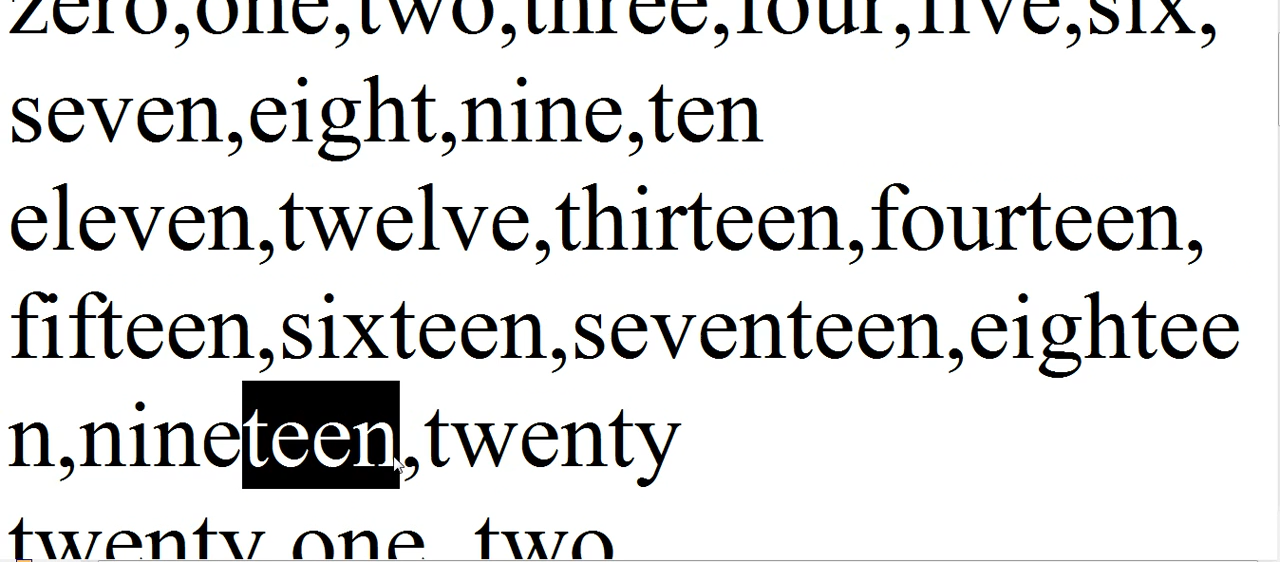 zero,one,two,three,four,five,six,
seven,eight,nine,ten
eleven,twelve,thirteen,fourteen,
fifteen,sixteen,seventeen,eightee
n,nineteen,twenty
twenty one, two